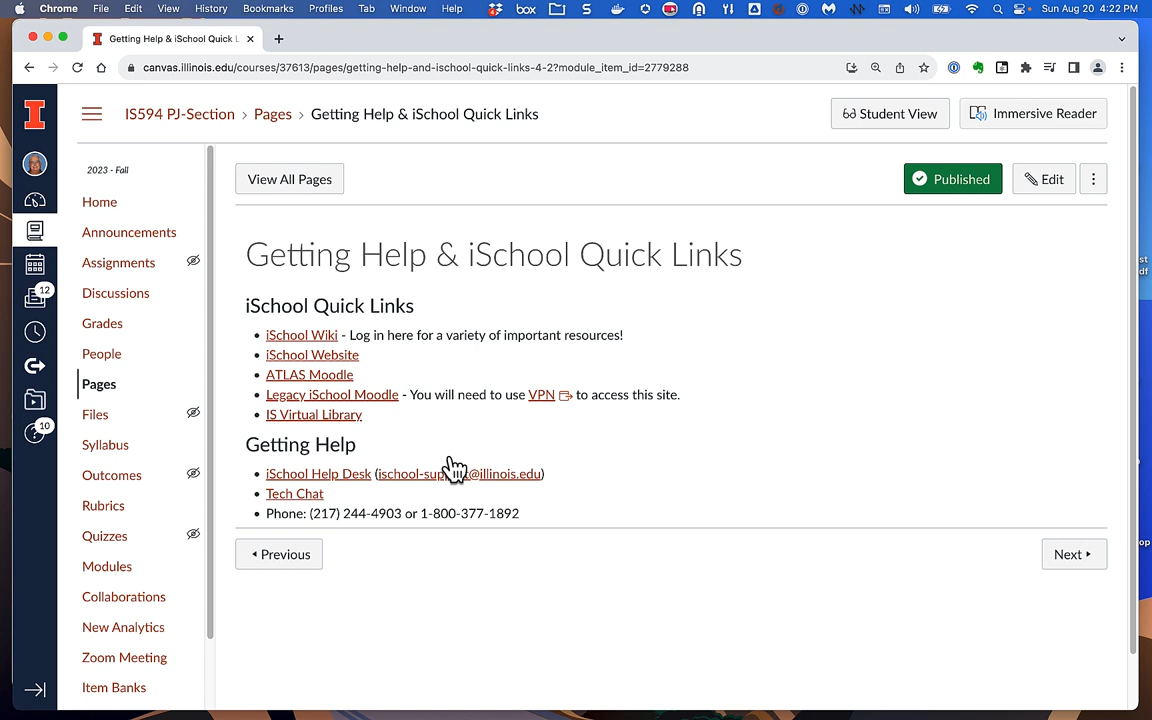 Chrome File Edit View History Bookmarks Profiles Tab Window Help box S Sun Aug 20 4:22 PM
Getting Help & iSchool Quick L
canvas.illinois.edu/courses/37613/pages/getting-help-and-ischool-quick-links-4-2?module_item_id=2779288
IS594 PJ-Section › Pages › Getting Help & iSchool Quick Links
Student View
Immersive Reader
2023 - Fall
Home
Announcements
Assignments
Discussions
Grades
People
Pages
Files
Syllabus
Outcomes
Rubrics
Quizzes
Modules
Collaborations
New Analytics
Zoom Meeting
Item Banks
12
10
View All Pages
Published
Edit
Getting Help & iSchool Quick Links
iSchool Quick Links
• iSchool Wiki - Log in here for a variety of important resources!
• iSchool Website
• ATLAS Moodle
• Legacy iSchool Moodle - You will need to use VPN to access this site.
• IS Virtual Library
Getting Help
• iSchool Help Desk (ischool-sup t@illinois.edu)
• Tech Chat
• Phone: (217) 244-4903 or 1-800-377-1892
Previous
Next
st
df
op